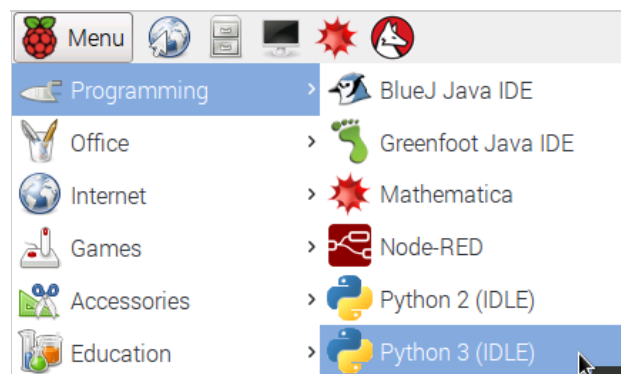 Menu
Programming
Office
Internet
Games
Accessories
Education
BlueJ Java IDE
Greenfoot Java IDE
Mathematica
Node-RED
Python 2 (IDLE)
Python 3 (IDLE)